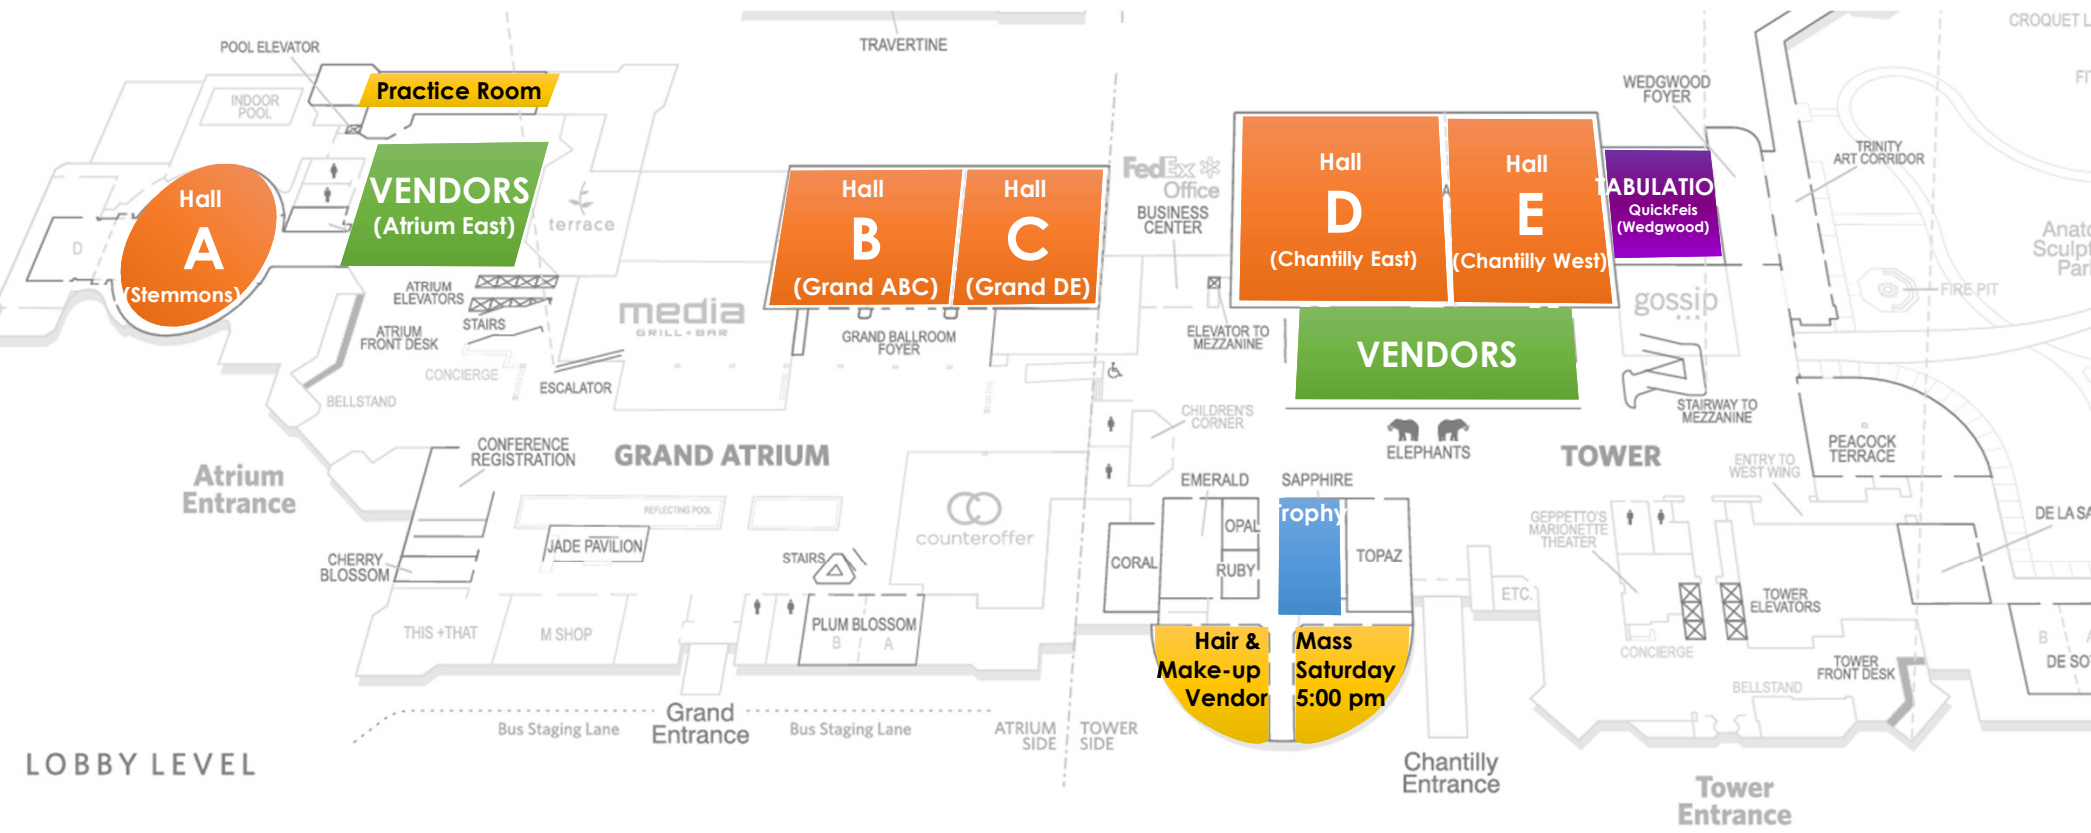 TRAVERTINE
CROQUET L
POOL ELEVATOR
Practice Room
INDOOR
POOL
WEDGWOOD
FOYER
FI
TRINITY
ART CORRIDOR
Hall
A
(Stemmons)
D
VENDORS
(Atrium East)
terrace
Hall
B
(Grand ABC)
Hall
C
(Grand DE)
FedEx
Office
BUSINESS
CENTER
Hall
D
(Chantilly East)
Hall
E
(Chantilly West)
TABULATIO
QuickFeis
(Wedgwood)
Anato
Sculpt
Par
FIRE PIT
gossip
BAR
ATRIUM
ELEVATORS
STAIRS
ATRIUM
FRONT DESK
CONCIERGE
BELLSTAND
ESCALATOR
media
GRILL + BAR
GRAND BALLROOM
FOYER
ELEVATOR TO
MEZZANINE
VENDORS
STAIRWAY TO
MEZZANINE
CHILDREN'S
CORNER
ELEPHANTS
PEACOCK
TERRACE
Atrium
Entrance
CONFERENCE
REGISTRATION
GRAND ATRIUM
TOWER
ENTRY TO
WEST WING
REFLECTING POOL
JADE PAVILION
CHERRY
BLOSSOM
STAIRS
counteroffer
EMERALD
SAPPHIRE
OPAL
RUBY
CORAL
Trophy
TOPAZ
GEPPETTO'S
MARIONETTE
THEATER
DE LA SA
ETC.
TOWER
ELEVATORS
THIS +THAT
M SHOP
PLUM BLOSSOM
B
A
Hair &
Make-up
Vendor
Mass
Saturday
5:00 pm
CONCIERGE
TOWER
FRONT DESK
BELLSTAND
B
DE SO
Bus Staging Lane
Grand
Entrance
Bus Staging Lane
ATRIUM
SIDE
TOWER
SIDE
Chantilly
Entrance
Tower
Entrance
LOBBY LEVEL